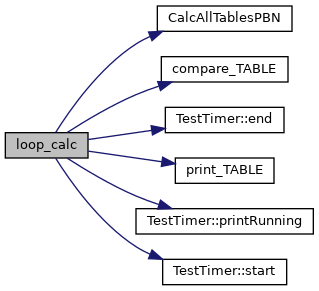 CalcAllTablesPBN
compare_TABLE
TestTimer::end
loop_calc
print_TABLE
TestTimer::printRunning
TestTimer::start